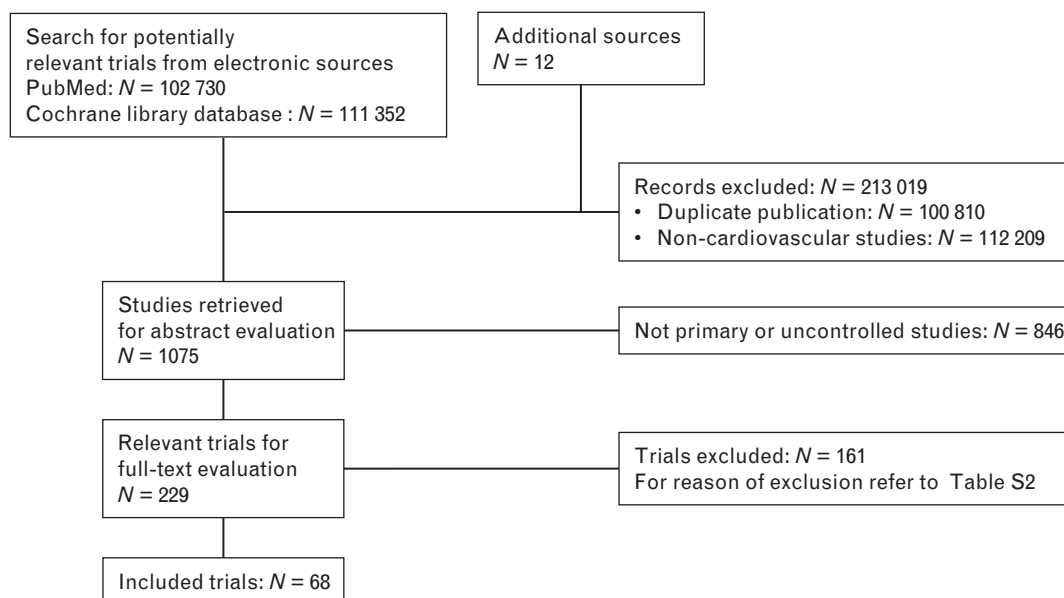 Search for potentially
relevant trials from electronic sources
PubMed: N = 102 730
Cochrane library database : N = 111 352
Additional sources
N = 12
Records excluded: N = 213 019
• Duplicate publication: N = 100 810
• Non-cardiovascular studies: N = 112 209
Studies retrieved
for abstract evaluation
N = 1075
Not primary or uncontrolled studies: N = 846
Relevant trials for
full-text evaluation
N = 229
Trials excluded: N = 161
For reason of exclusion refer to Table S2
Included trials: N = 68